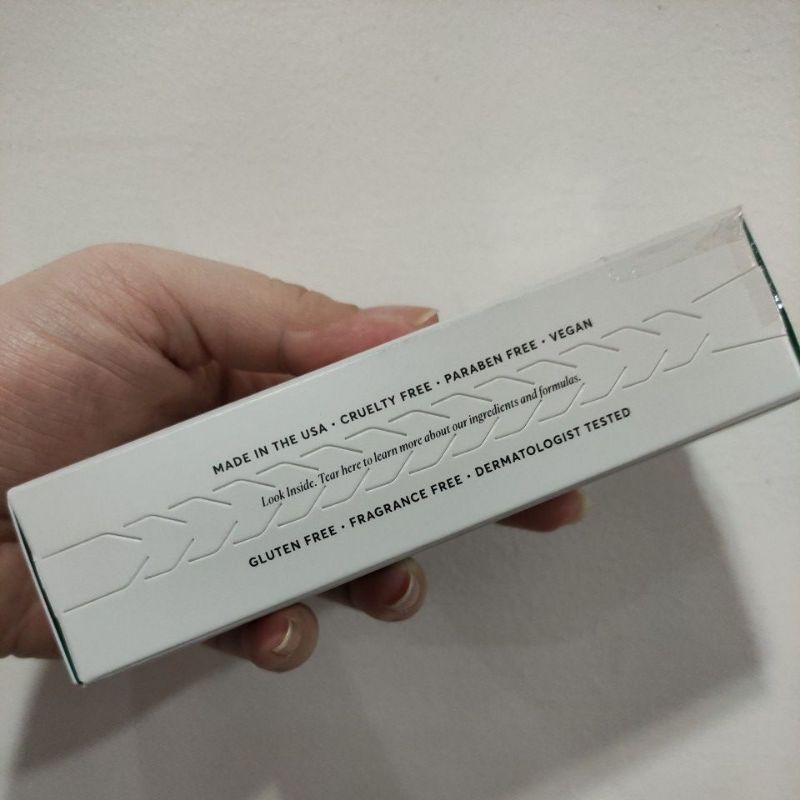 MADE IN THE USA • CRUELTY FREE • PARABEN FREE • VEGAN
Look Inside. Tear here to learn more about our ingredients and formulas.
GLUTEN FREE • FRAGRANCE FREE • DERMATOLOGIST TESTED